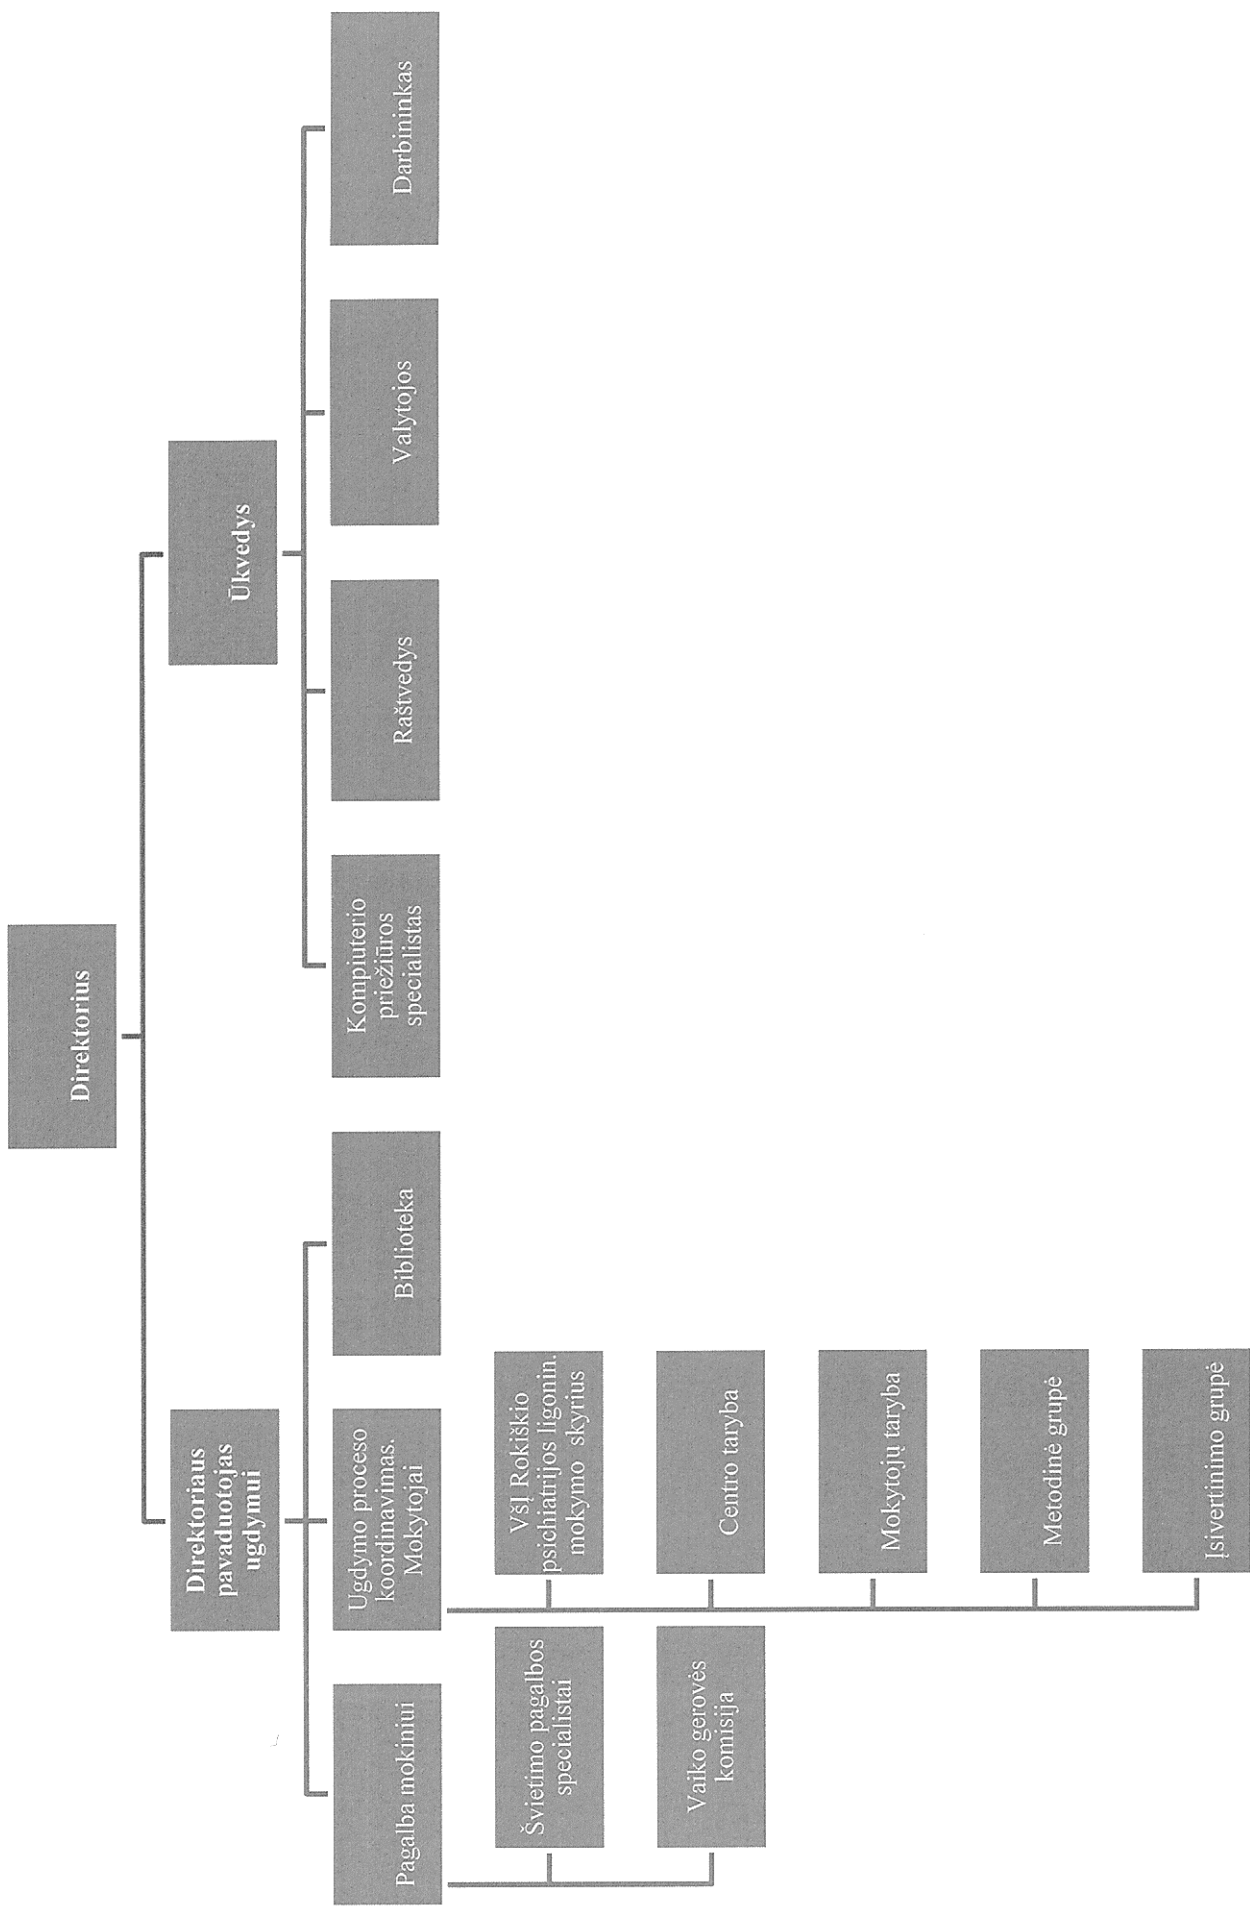 Direktorius
Direktoriaus
pavaduotojas
ugdymui
Ūkvedys
Pagalba mokiniui
Ugdymo proceso
koordinavimas.
Mokytojai
Biblioteka
Kompiuterio
priežiūros
specialistas
Raštvedys
Valytojos
Darbininkas
Švietimo pagalbos
specialistai
Vaiko gerovės
komisija
VšĮ Rokiškio
psichiatrijos ligonin.
mokymo skyrius
Centro taryba
Mokytojų taryba
Metodinė grupė
Įsivertinimo grupė